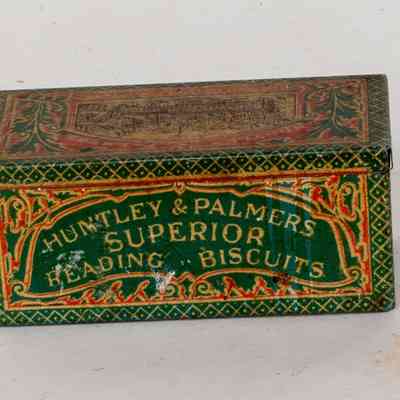 HUNTLEY & PALMERS
SUPERIOR
READING BISCUITS